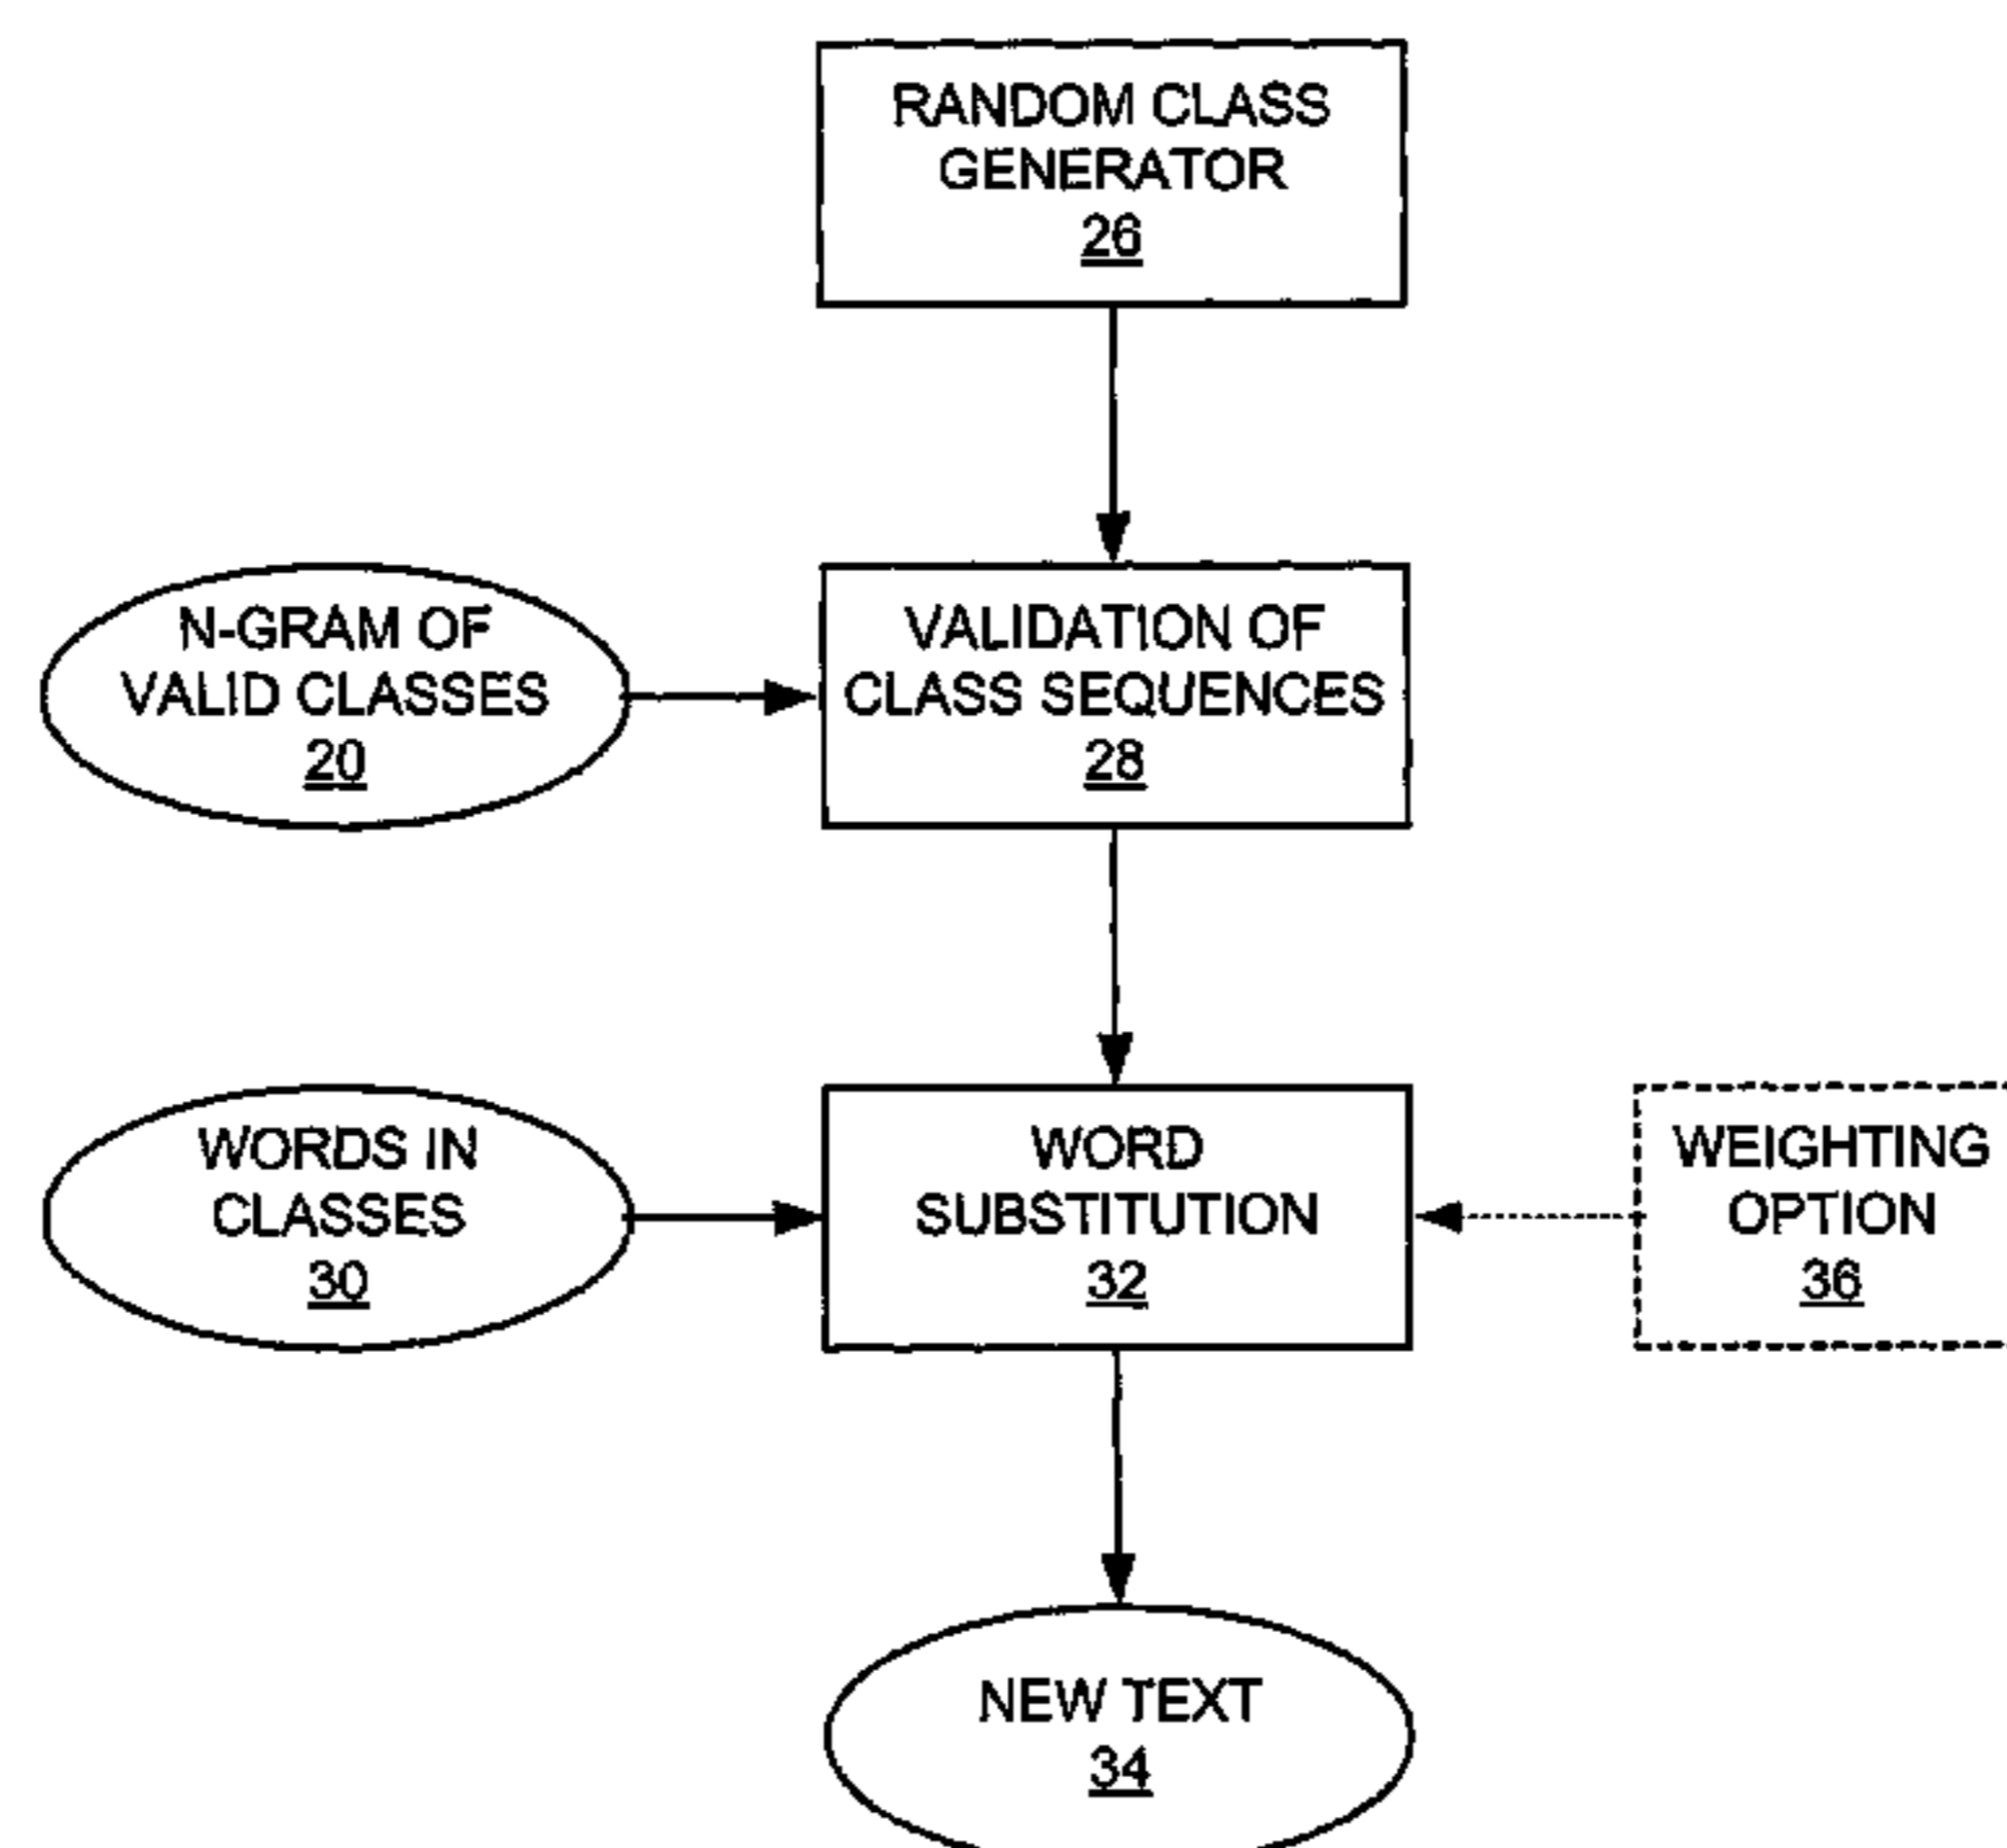 RANDOM CLASS
GENERATOR
26
N-GRAM OF
VALID CLASSES
20
VALIDATION OF
CLASS SEQUENCES
28
WORDS IN
CLASSES
30
WORD
SUBSTITUTION
32
WEIGHTING
OPTION
36
NEW TEXT
34